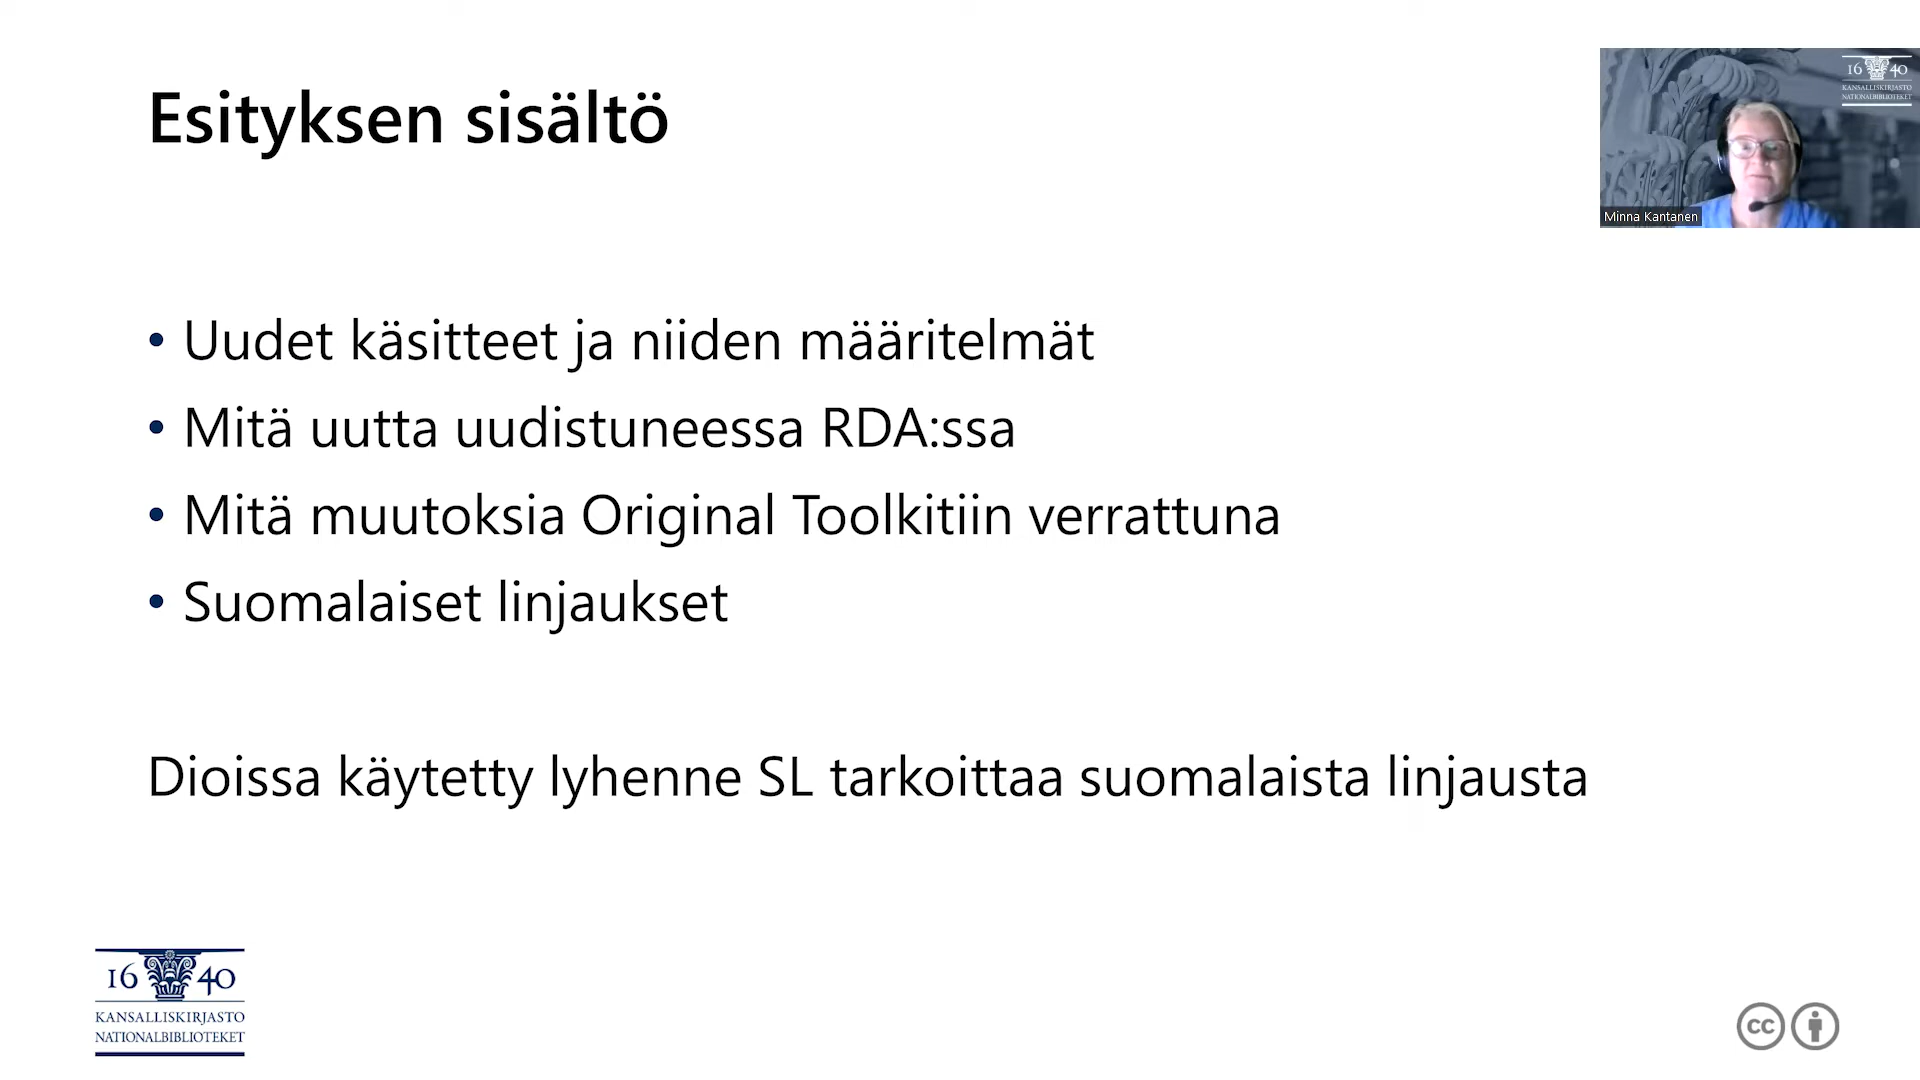 Esityksen sisältö
16 40
KANSALLISKIRJASTO
NATIONALBIBLIOTEKET
Minna Kantanen
• Uudet käsitteet ja niiden määritelmät
• Mitä uutta uudistuneessa RDA:ssa
• Mitä muutoksia Original Toolkitiin verrattuna
• Suomalaiset linjaukset
Dioissa käytetty lyhenne SL tarkoittaa suomalaista linjausta
16 40
KANSALLISKIRJASTO
NATIONALBIBLIOTEKET
cc